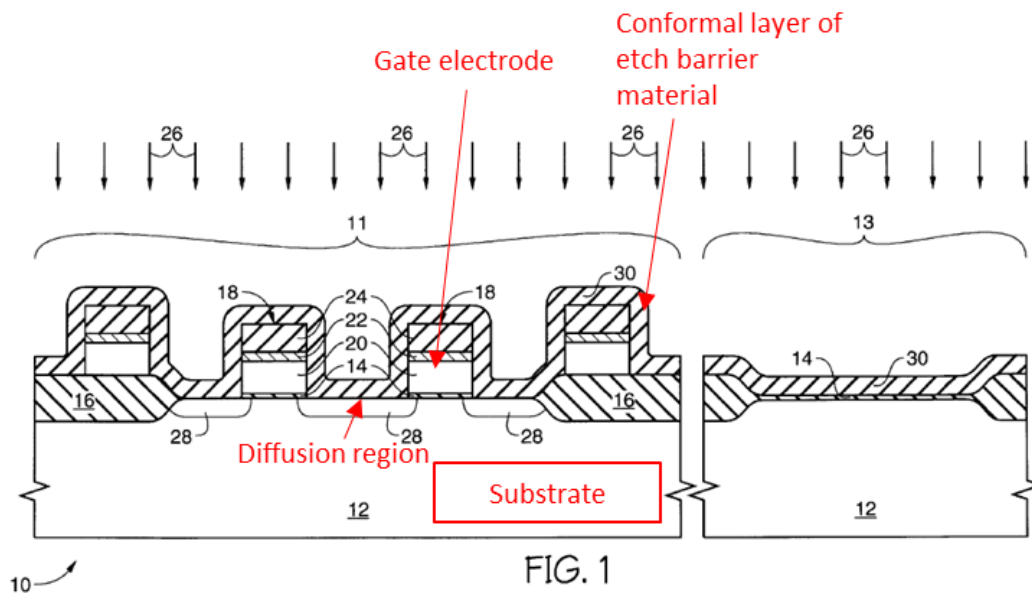 Conformal layer of
etch barrier
material
Gate electrode
26 26 26 26
11 13
30
18 24 18
22
20
14 14 30
16 16
28 28 28
Diffusion region
Substrate
12 12
10
FIG. 1